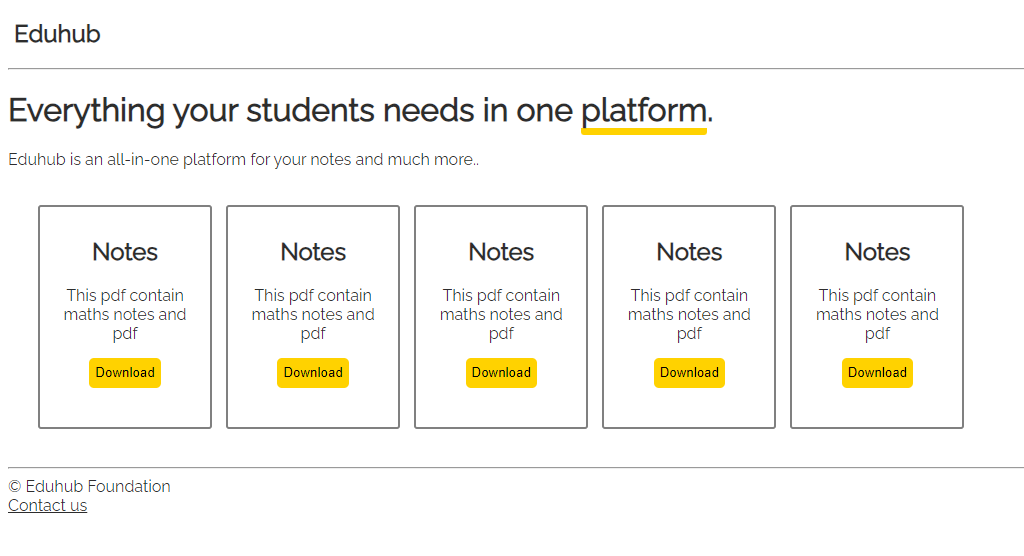 Eduhub
Everything your students needs in one platform.
Eduhub is an all-in-one platform for your notes and much more..
Notes
This pdf contain
maths notes and
pdf
Download
Notes
This pdf contain
maths notes and
pdf
Download
Notes
This pdf contain
maths notes and
pdf
Download
Notes
This pdf contain
maths notes and
pdf
Download
Notes
This pdf contain
maths notes and
pdf
Download
© Eduhub Foundation
Contact us